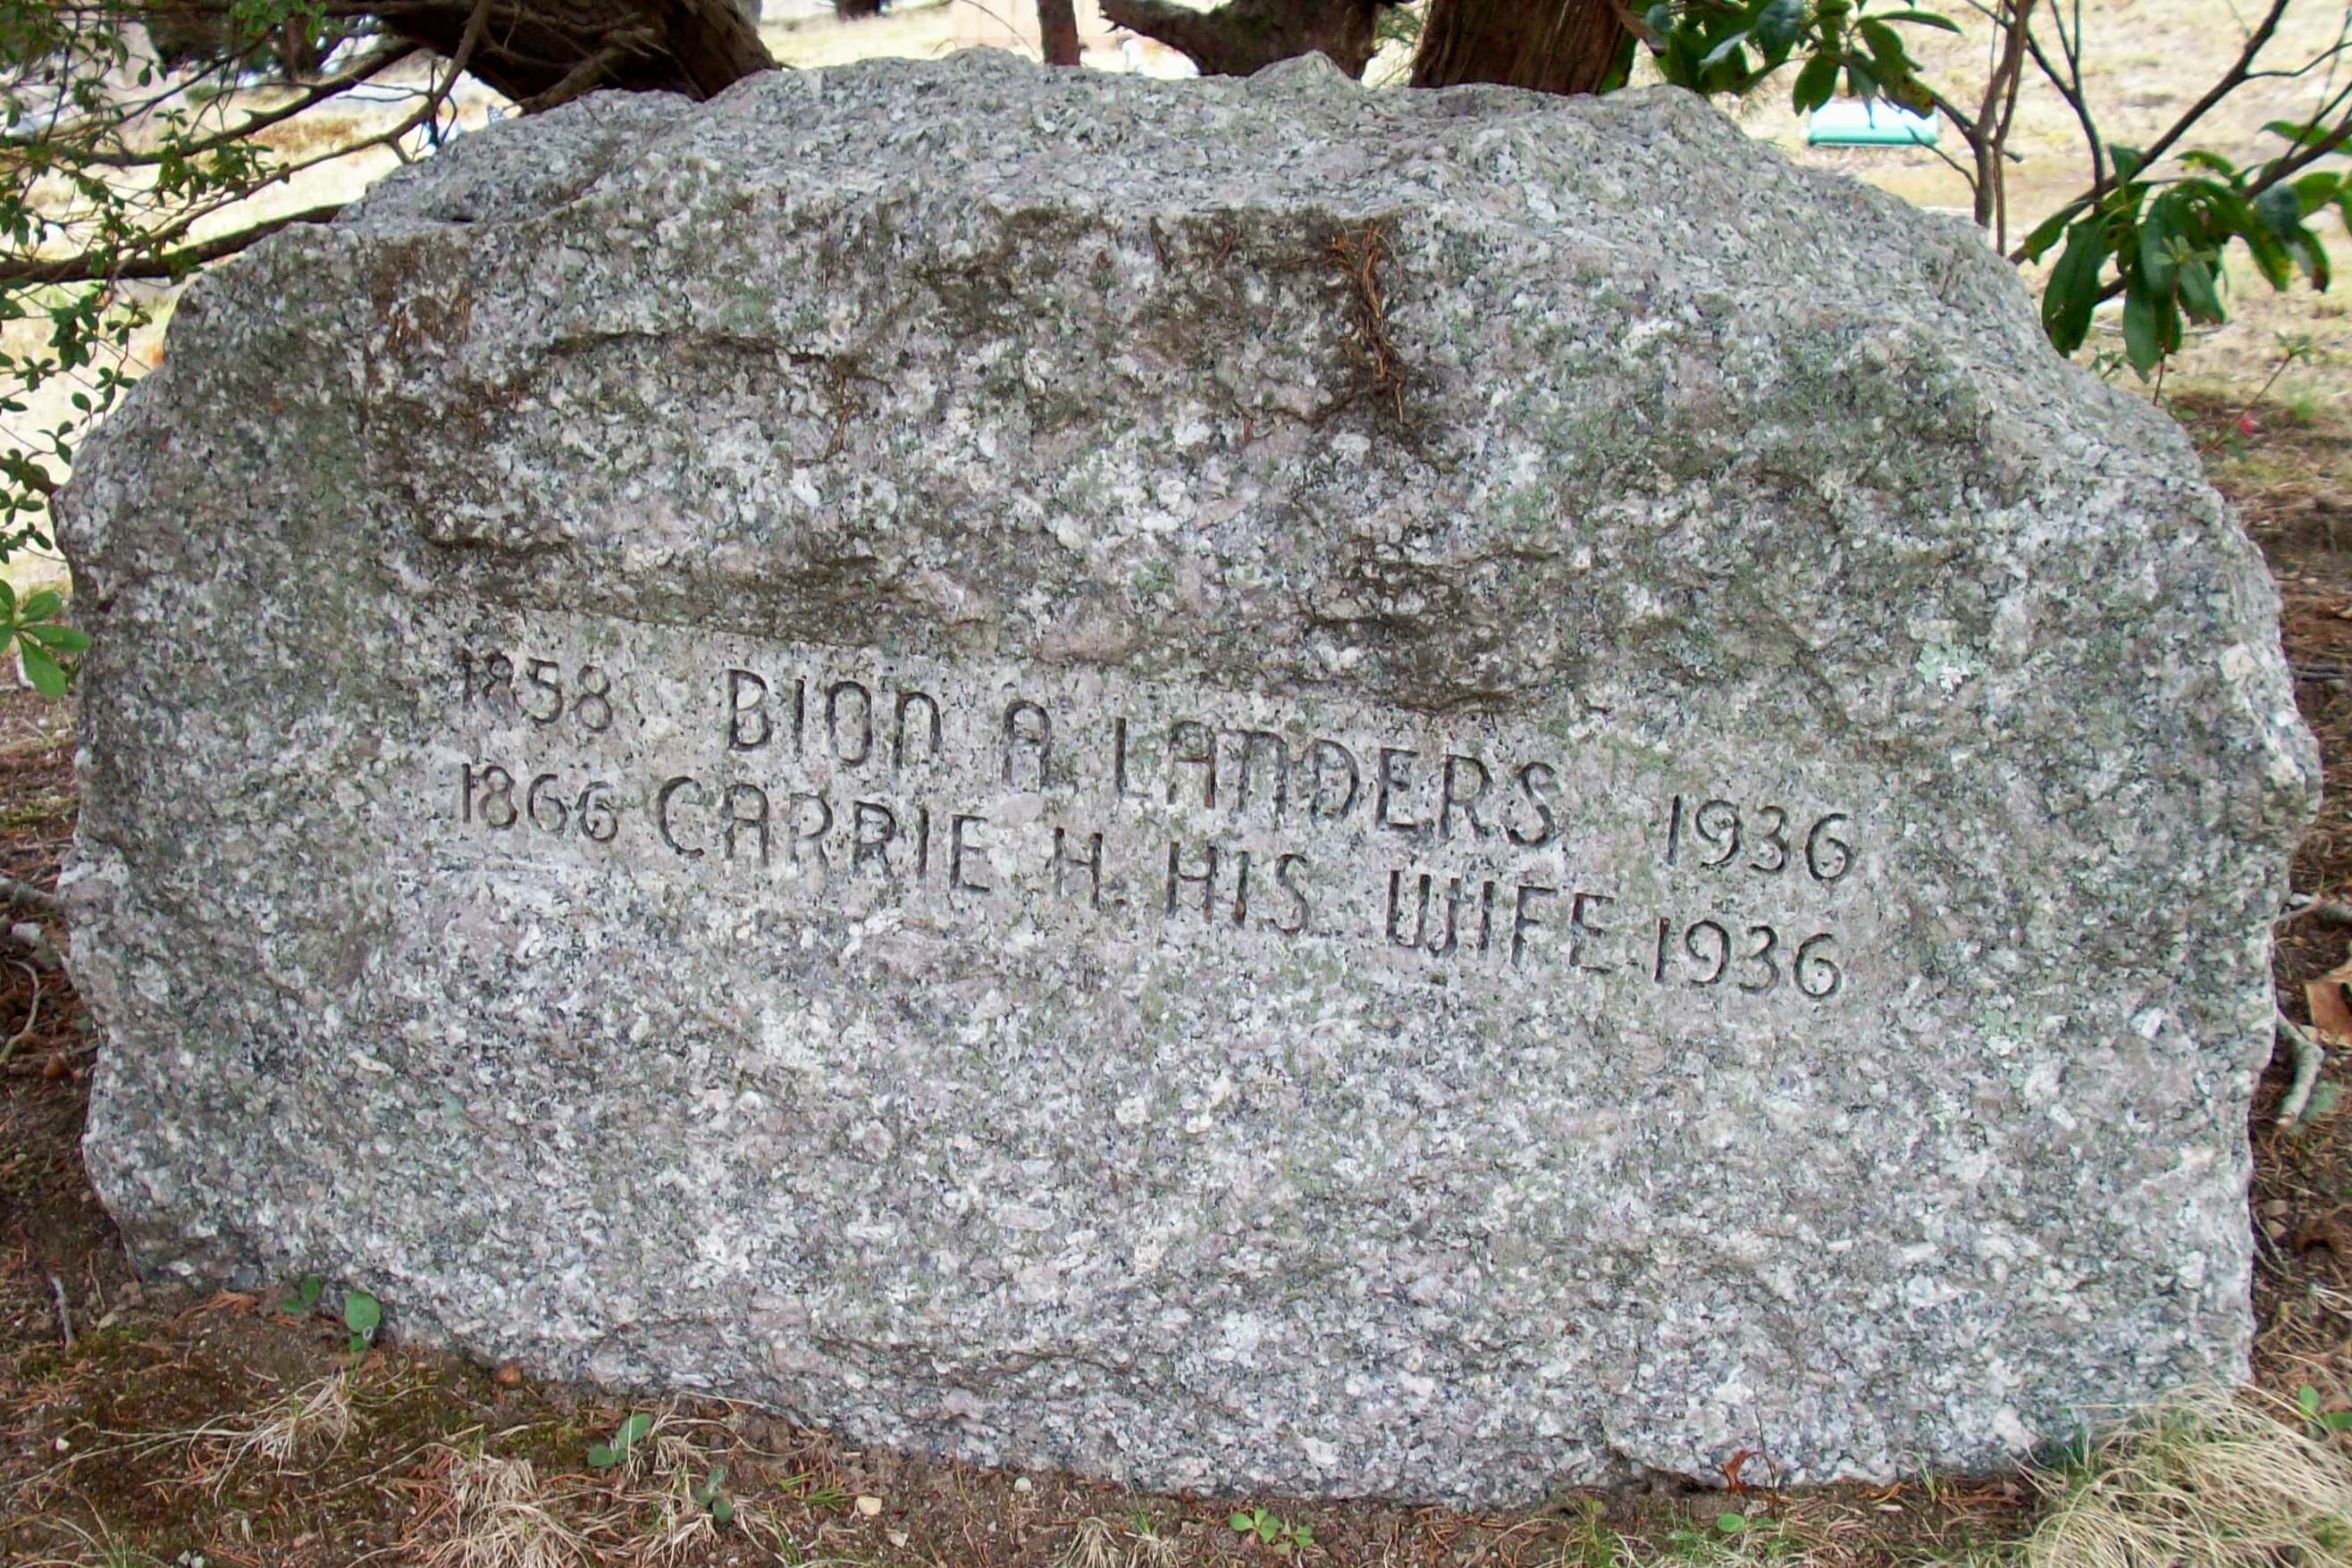 1858 BION A. LANDERS 1936
1866 CARRIE H. HIS WIFE 1936